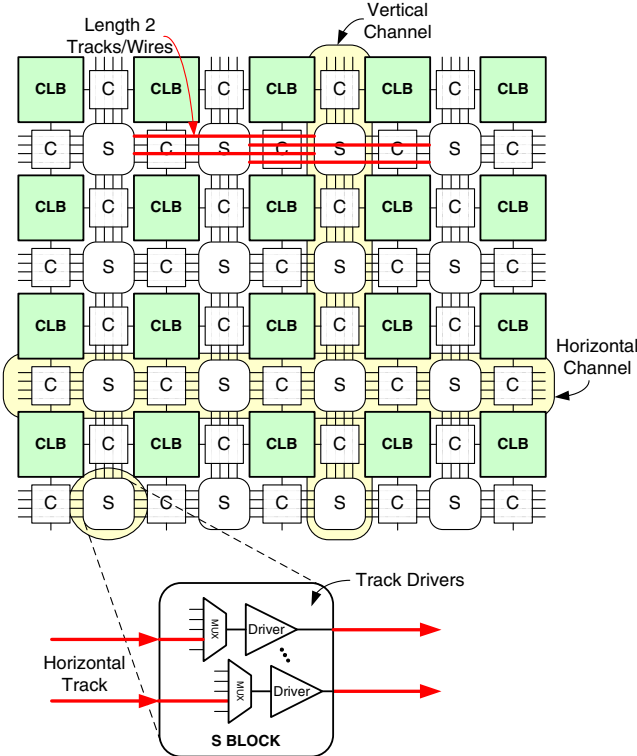 Length 2
Tracks/Wires
Vertical
Channel
CLB C CLB C CLB C CLB C CLB
C S C S C S C S C
CLB C CLB C CLB C CLB C CLB
C S C S C S C S C
CLB C CLB C CLB C CLB C CLB
Horizontal
Channel
C S C S C S C S C
CLB C CLB C CLB C CLB C CLB
C S C S C S C S C
Track Drivers
MUX Driver
Horizontal
Track
MUX Driver
S BLOCK